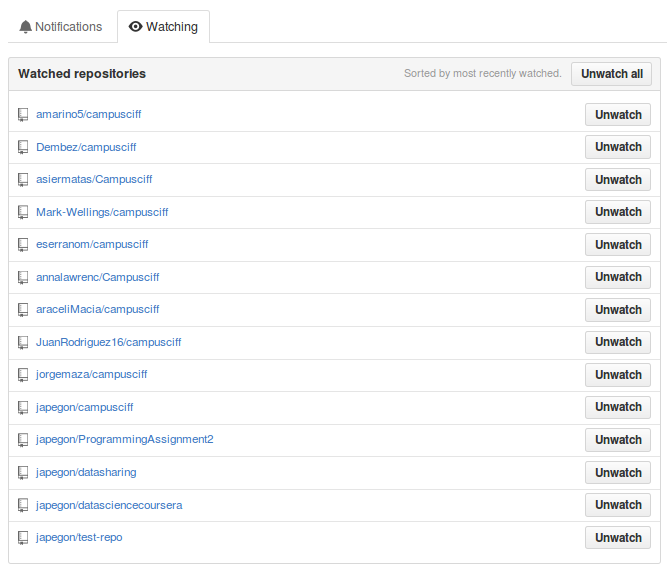 Notifications Watching
Watched repositories Sorted by most recently watched. Unwatch all
amarino5/campusciff Unwatch
Dembez/campusciff Unwatch
asiermatas/Campusciff Unwatch
Mark-Wellings/campusciff Unwatch
eserranom/campusciff Unwatch
annalawrenc/Campusciff Unwatch
araceliMacia/campusciff Unwatch
JuanRodriguez16/campusciff Unwatch
jorgemaza/campusciff Unwatch
japegon/campusciff Unwatch
japegon/ProgrammingAssignment2 Unwatch
japegon/datasharing Unwatch
japegon/datasciencecoursera Unwatch
japegon/test-repo Unwatch